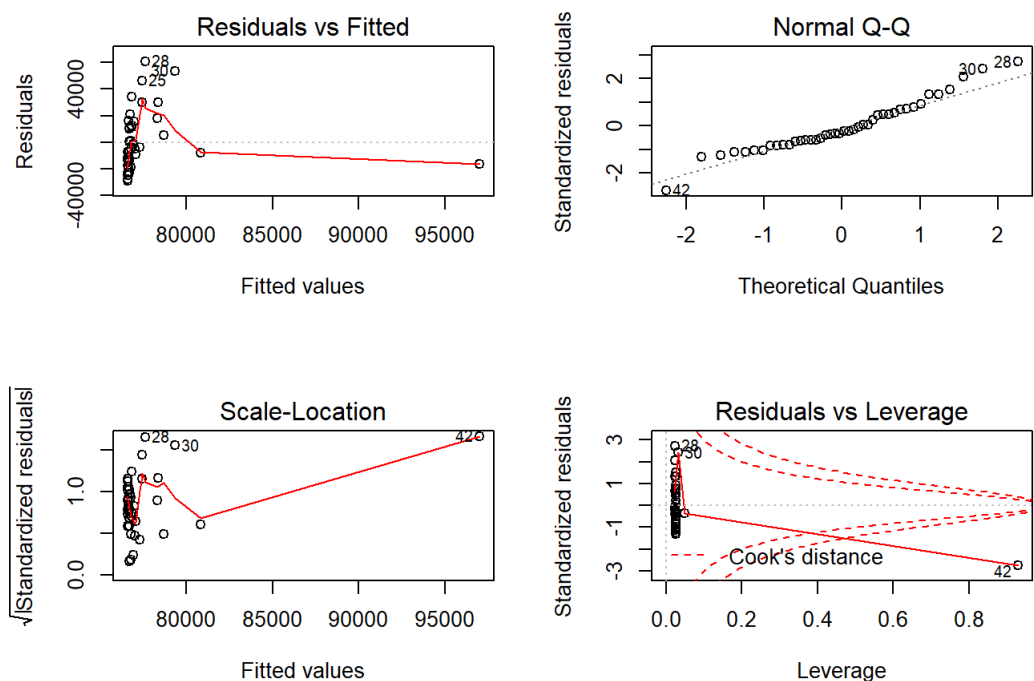 Residuals vs Fitted
Residuals
40000
-40000
28
30
25
80000 85000 90000 95000
Fitted values
Normal Q-Q
Standardized residuals
2
0
-2
30
28
42
-2 -1 0 1 2
Theoretical Quantiles
Scale-Location
√|Standardized residuals|
1.0
0.0
28
30
42
80000 85000 90000 95000
Fitted values
Residuals vs Leverage
Standardized residuals
3
1
-1
-3
28
30
Cook's distance
42
0.0 0.2 0.4 0.6 0.8
Leverage